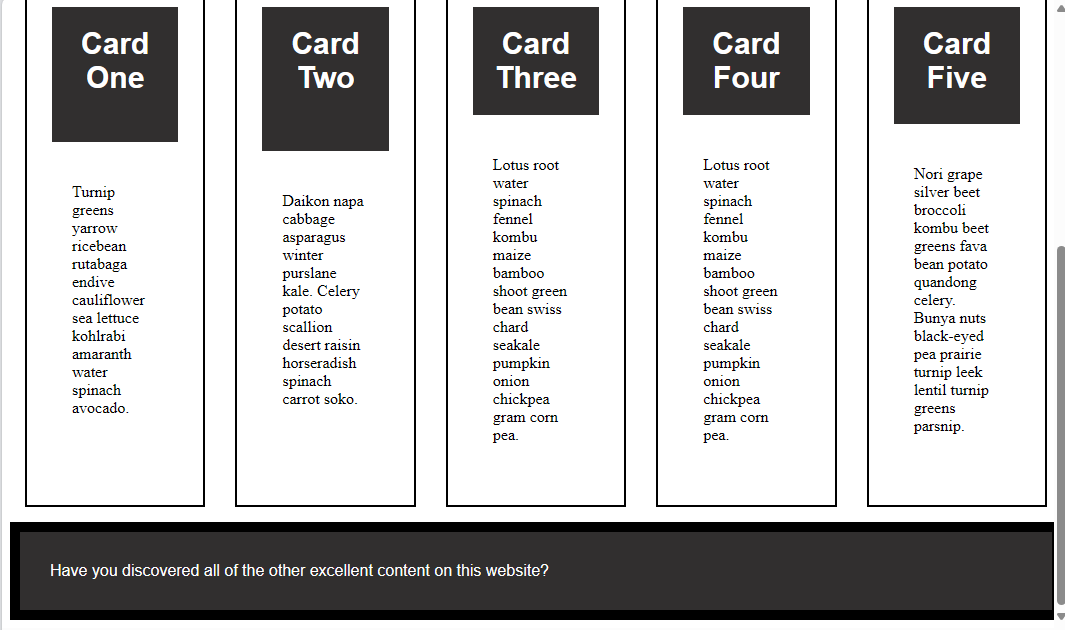 Card
One
Turnip
greens
yarrow
ricebean
rutabaga
endive
cauliflower
sea lettuce
kohlrabi
amaranth
water
spinach
avocado.
Card
Two
Daikon napa
cabbage
asparagus
winter
purslane
kale. Celery
potato
scallion
desert raisin
horseradish
spinach
carrot soko.
Card
Three
Lotus root
water
spinach
fennel
kombu
maize
bamboo
shoot green
bean swiss
chard
seakale
pumpkin
onion
chickpea
gram corn
pea.
Card
Four
Lotus root
water
spinach
fennel
kombu
maize
bamboo
shoot green
bean swiss
chard
seakale
pumpkin
onion
chickpea
gram corn
pea.
Card
Five
Nori grape
silver beet
broccoli
kombu beet
greens fava
bean potato
quandong
celery.
Bunya nuts
black-eyed
pea prairie
turnip leek
lentil turnip
greens
parsnip.
Have you discovered all of the other excellent content on this website?